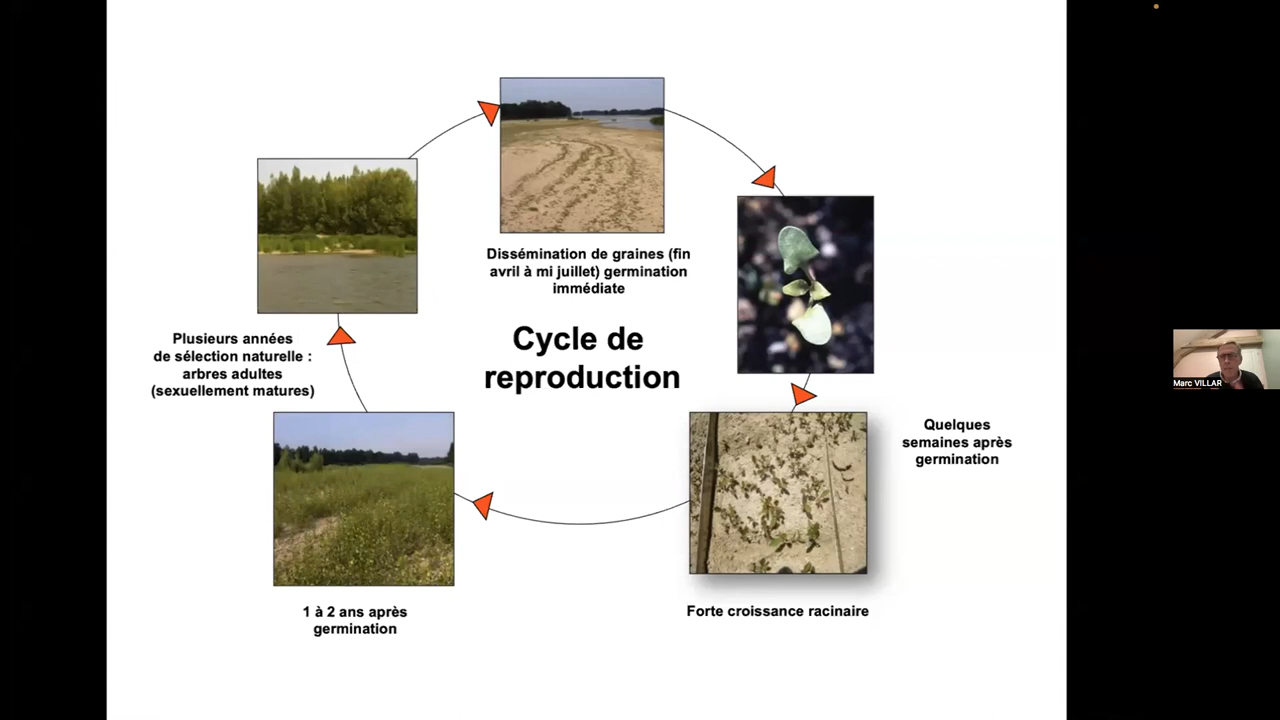 Dissémination de graines (fin
avril à mi juillet) germination
immédiate
Cycle de
reproduction
Plusieurs années
de sélection naturelle :
arbres adultes
(sexuellement matures)
Quelques
semaines après
germination
1 à 2 ans après
germination
Forte croissance racinaire
Marc VILLAR